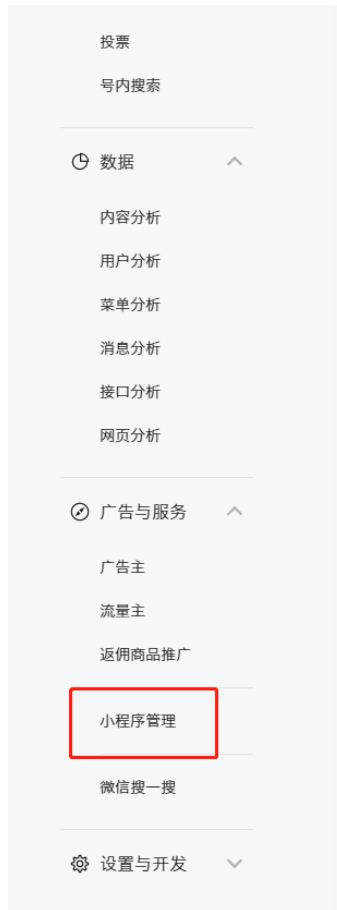 投票
号内搜索
数据
内容分析
用户分析
菜单分析
消息分析
接口分析
网页分析
广告与服务
广告主
流量主
返佣商品推广
小程序管理
微信搜一搜
设置与开发